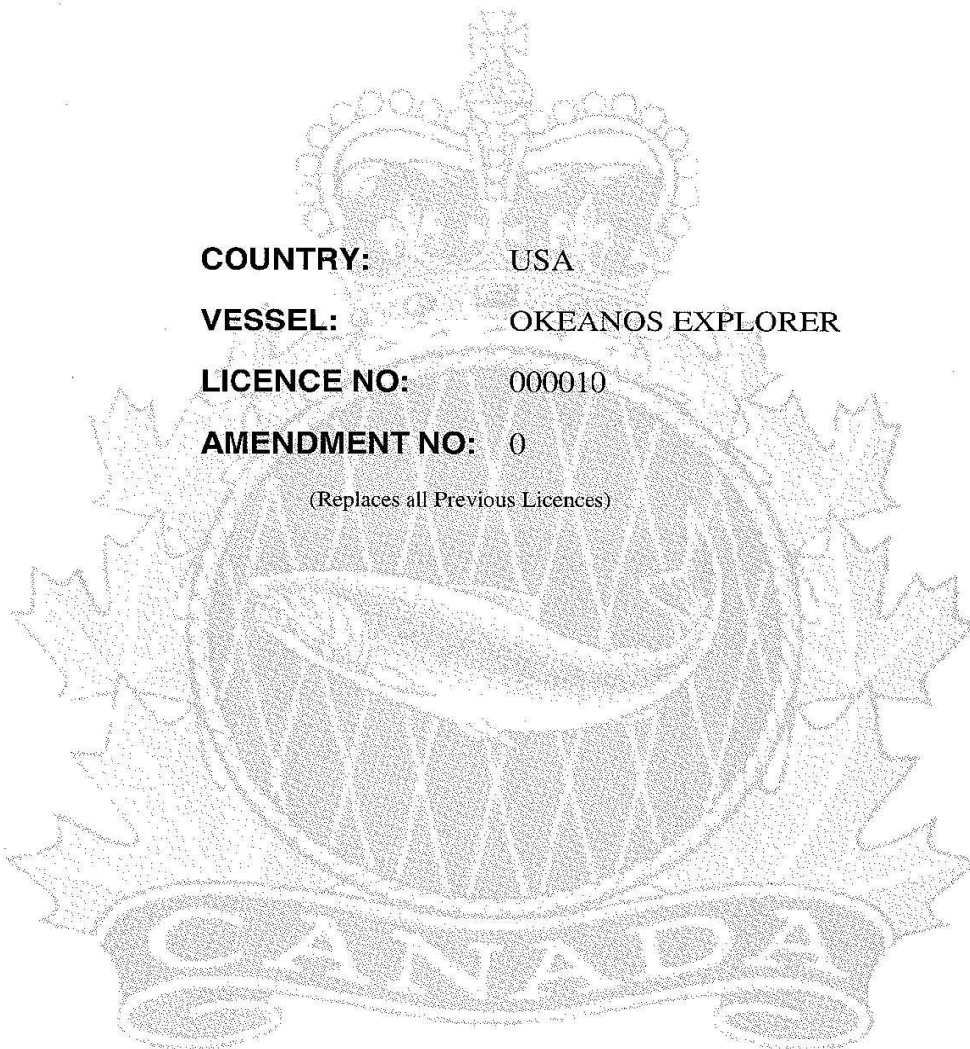 COUNTRY: USA
VESSEL: OKEANOS EXPLORER
LICENCE NO: 000010
AMENDMENT NO: 0
(Replaces all Previous Licences)
CANADA